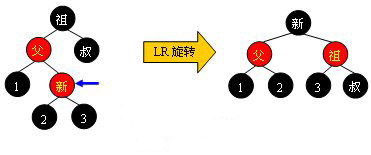 祖
父 叔
1 新
2 3
LR 旋转
新
父 祖
1 2 3 叔